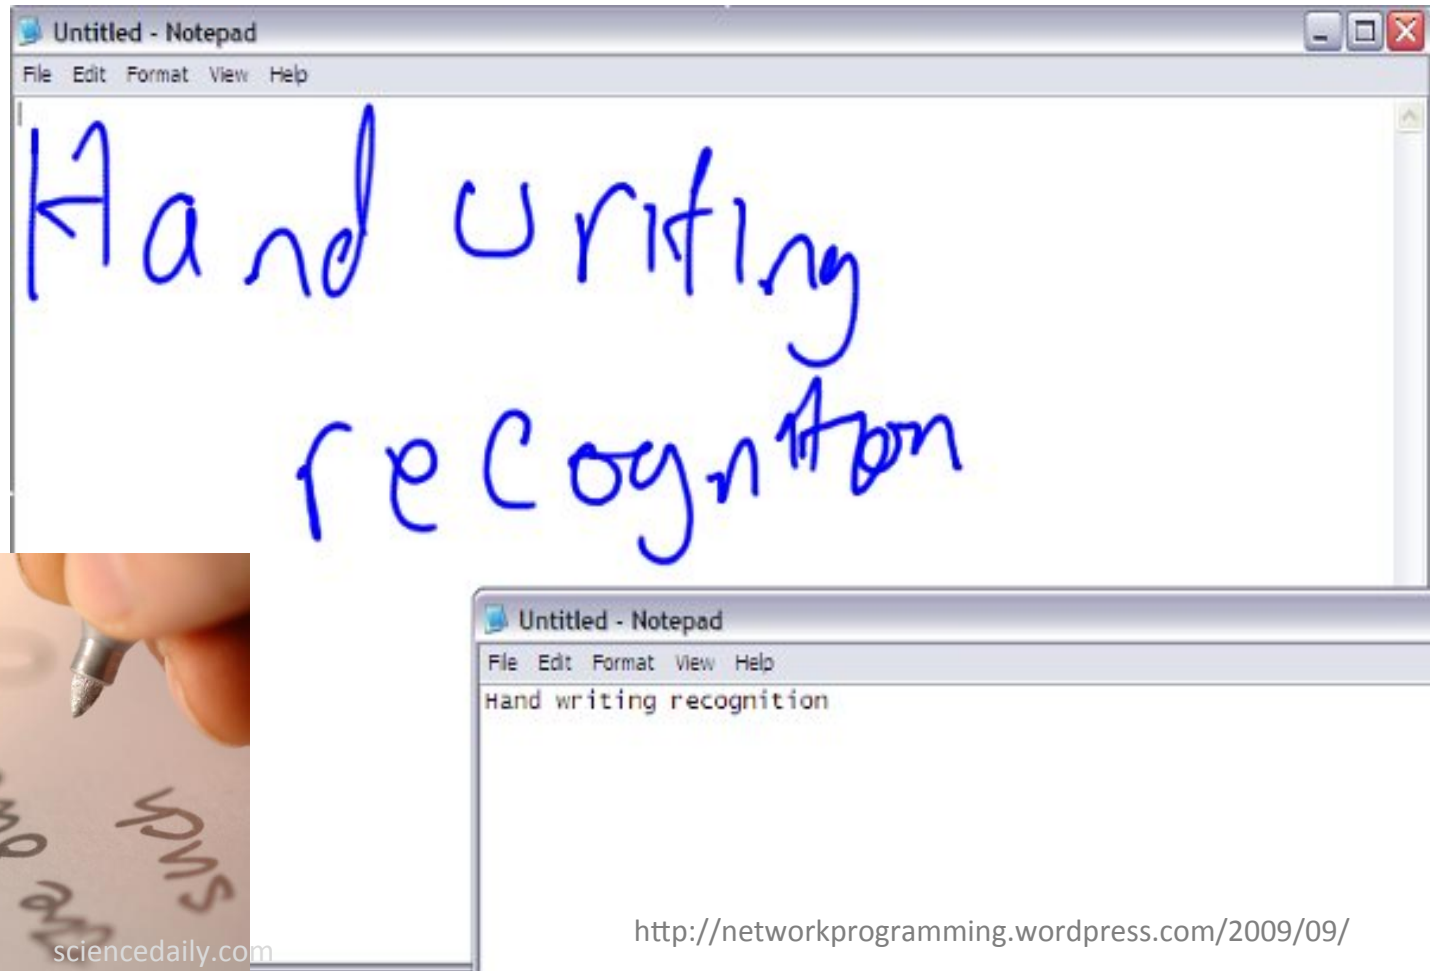 Untitled - Notepad
File Edit Format View Help
Hand uriting
recognition
Untitled - Notepad
File Edit Format View Help
Hand writing recognition
sciencedaily.com
http://networkprogramming.wordpress.com/2009/09/